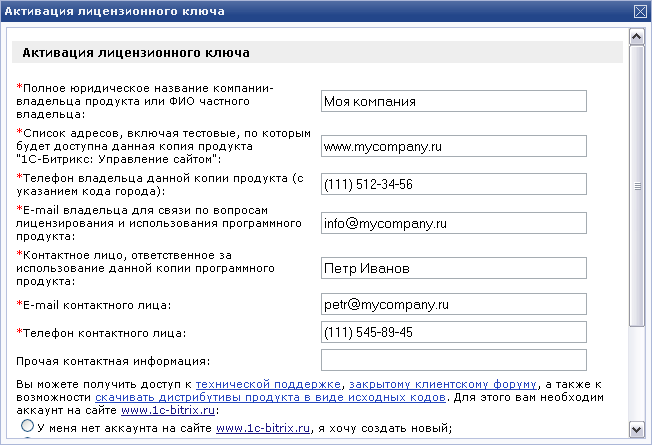 Активация лицензионного ключа
Активация лицензионного ключа
*Полное юридическое название компании-
владельца продукта или ФИО частного
владельца:
Моя компания
*Список адресов, включая тестовые, по которым
будет доступна данная копия продукта
"1С-Битрикс: Управление сайтом":
www.mycompany.ru
*Телефон владельца данной копии продукта (с
указанием кода города):
(111) 512-34-56
*E-mail владельца для связи по вопросам
лицензирования и использования программного
продукта:
info@mycompany.ru
*Контактное лицо, ответственное за
использование данной копии программного
продукта:
Петр Иванов
*E-mail контактного лица:
petr@mycompany.ru
*Телефон контактного лица:
(111) 545-89-45
Прочая контактная информация:
Вы можете получить доступ к технической поддержке, закрытому клиентскому форуму, а также к
возможности скачивать дистрибутивы продукта в виде исходных кодов. Для этого вам необходим
аккаунт на сайте www.1c-bitrix.ru:
У меня нет аккаунта на сайте www.1c-bitrix.ru, я хочу создать новый;